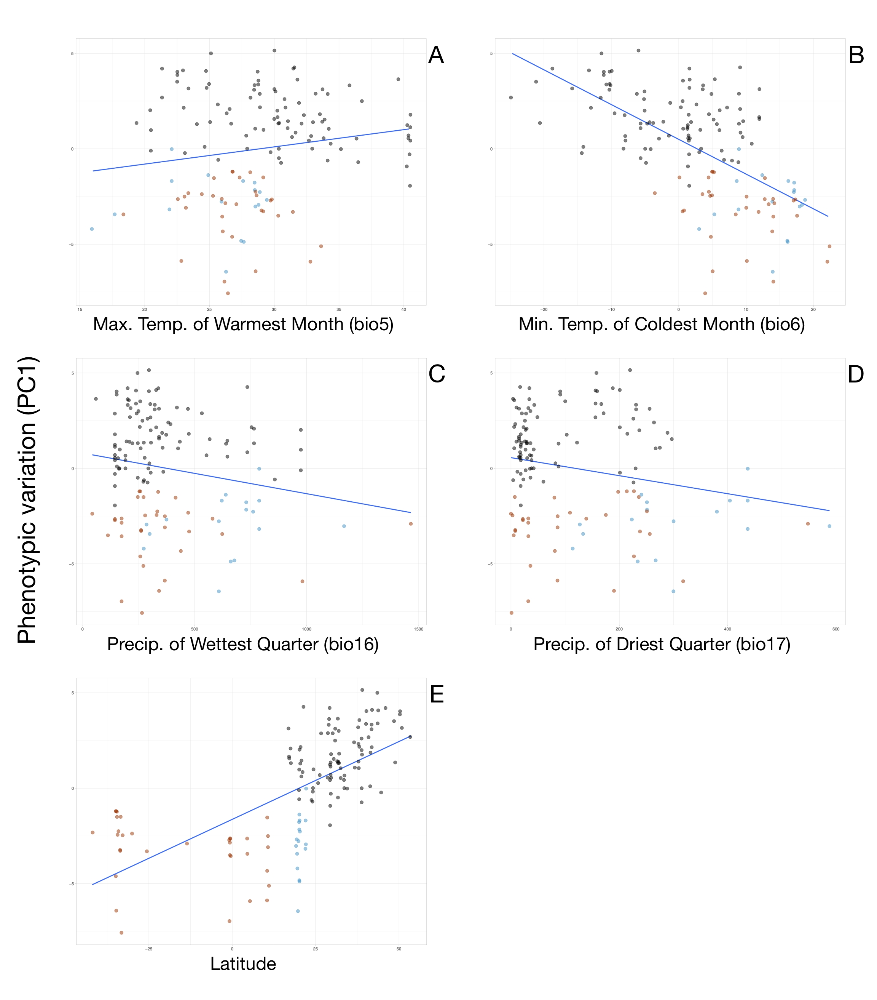 A
5
0
−5
15 20 25 30 35 40
Max. Temp. of Warmest Month (bio5)
B
5
0
−5
−20 −10 0 10 20
Min. Temp. of Coldest Month (bio6)
Phenotypic variation (PC1)
C
5
0
−5
0 500 1000 1500
Precip. of Wettest Quarter (bio16)
D
5
0
−5
0 200 400 600
Precip. of Driest Quarter (bio17)
E
5
0
−5
−25 0 25 50
Latitude